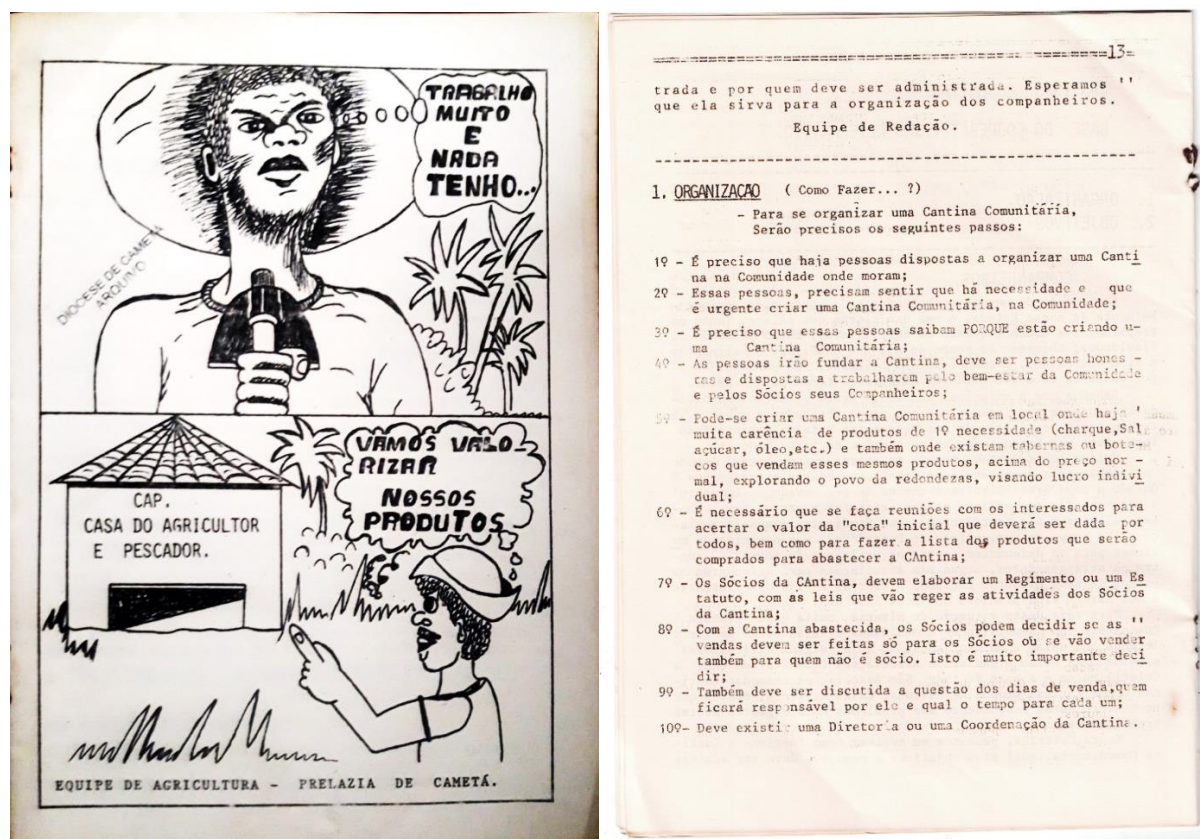 TRABALHO
MUITO
E
NADA
TENHO...
DIOCESE DE CAMETÁ
ARQUIVO
VAMOS VALO_
RIZAR
NOSSOS
PRODUTOS
CAP.
CASA DO AGRICULTOR
E PESCADOR.
EQUIPE DE AGRICULTURA - PRELAZIA DE CAMETÁ.
13
trada e por quem deve ser administrada. Esperamos ''
que ela sirva para a organização dos companheiros.
Equipe de Redação.
1. ORGANIZAÇÃO ( Como Fazer... ?)
- Para se organizar uma Cantina Comunitáría,
Serão precisos os seguintes passos:
1º - É preciso que haja pessoas dispostas a organizar uma Canti
na na Comunidade onde moram;
2º - Essas pessoas, precisam sentir que há necessidade e que
é urgente criar uma Cantina Comunitária, na Comunidade;
3º - É preciso que essas pessoas saibam PORQUE estão criando u-
ma Cantina Comunitária;
4º - As pessoas irão fundar a Cantina, deve ser pessoas hones -
tas e dispostas a trabalharem pelo bem-estar da Comunidade
e pelos Sócios seus Companheiros;
5º - Pode-se criar uma Cantina Comunitária em local onde haja '
muita carência de produtos de 1º necessidade (charque,Sal
açúcar, óleo,etc.) e também onde existam tabernas ou bote-
cos que vendam esses mesmos produtos, acima do preço nor -
mal, explorando o povo da redondezas, visando lucro indivi
dual;
6º - É necessário que se faça reuniões com os interessados para
acertar o valor da "cota" inicial que deverá ser dada por
todos, bem como para fazer a lista dos produtos que serão
comprados para abastecer a CAntina;
7º - Os Sócios da CAntina, devem elaborar um Regimento ou um Es
tatuto, com as leis que vão reger as atividades dos Sócios
da Cantina;
8º - Com a Cantina abastecida, os Sócios podem decidir se as ''
vendas devem ser feitas só para os Sócios ou se vão vender
também para quem não é sócio. Isto é muito importante deci
dir;
9º - Também deve ser discutida a questão dos dias de venda,quem
ficará responsável por ele e qual o tempo para cada um;
10º- Deve existir uma Diretoria ou uma Coordenação da Cantina.